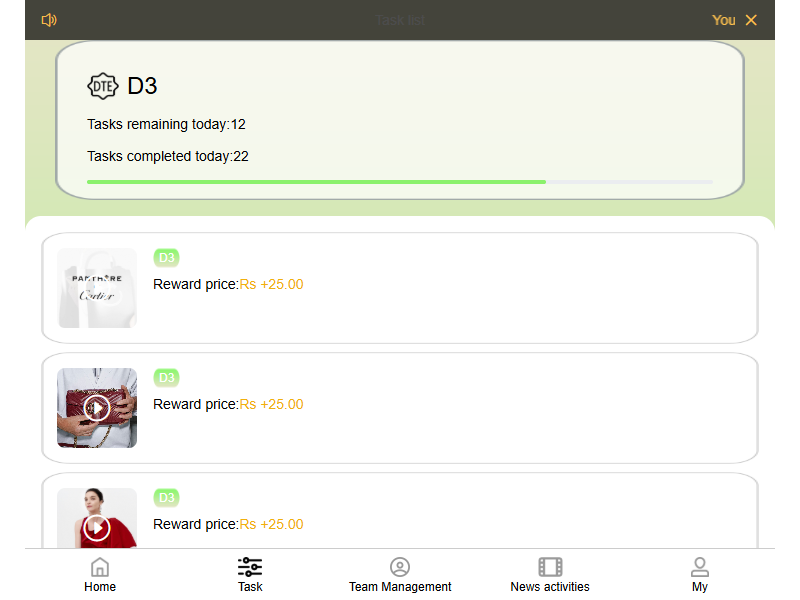 Task list
You
DTE D3
Tasks remaining today:12
Tasks completed today:22
D3
Reward price:Rs +25.00
PANTHÈRE
Cartier
D3
Reward price:Rs +25.00
D3
Reward price:Rs +25.00
Home
Task
Team Management
News activities
My